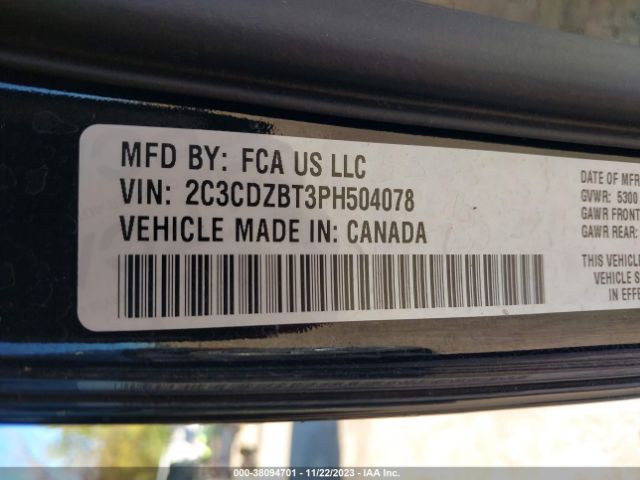 MFD BY: FCA US LLC
VIN: 2C3CDZBT3PH504078
VEHICLE MADE IN: CANADA
DATE OF MFR
GVWR: 5300
GAWR FRONT
GAWR REAR:
THIS VEHICLE
VEHICLE S
IN EFFE
000-38094701 - 11/22/2023 - IAA Inc.